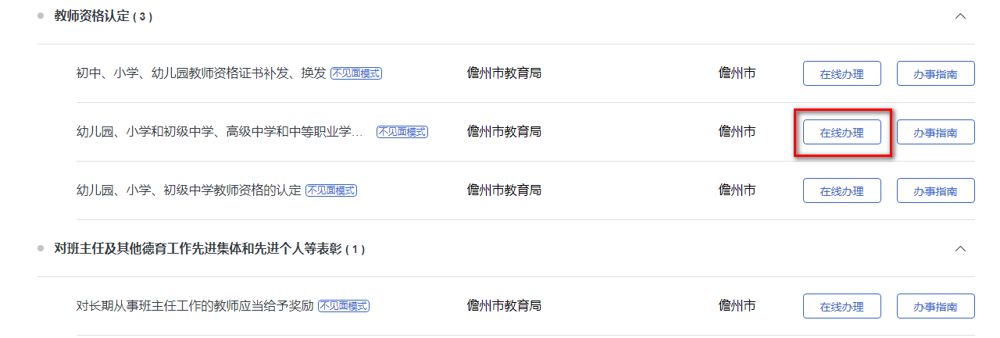 教师资格认定 ( 3 )
初中、小学、幼儿园教师资格证书补发、换发 不见面模式 儋州市教育局 儋州市 在线办理 办事指南
幼儿园、小学和初级中学、高级中学和中等职业学... 不见面模式 儋州市教育局 儋州市 在线办理 办事指南
幼儿园、小学、初级中学教师资格的认定 不见面模式 儋州市教育局 儋州市 在线办理 办事指南
对班主任及其他德育工作先进集体和先进个人等表彰 ( 1 )
对长期从事班主任工作的教师应当给予奖励 不见面模式 儋州市教育局 儋州市 在线办理 办事指南